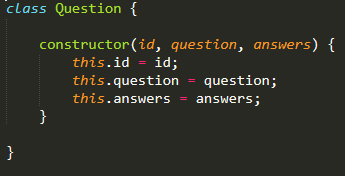 class Question {
    constructor(id, question, answers) {
        this.id = id;
        this.question = question;
        this.answers = answers;
    }
}